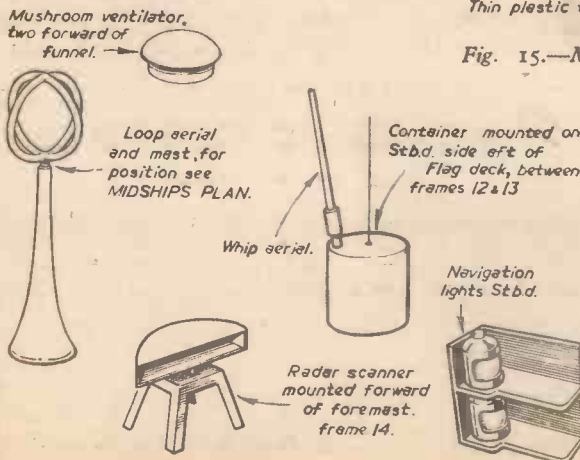 Mushroom ventilator,
two forward of
funnel.
Thin plastic
Fig. 15.—
Loop aerial
and mast, for
position see
MIDSHIPS PLAN.
Container mounted on
Stb.d. side aft of
Flag deck, between
frames 12 & 13
Whip aerial.
Navigation
lights Stb.d.
Radar scanner
mounted forward
of foremast.
frame 14.